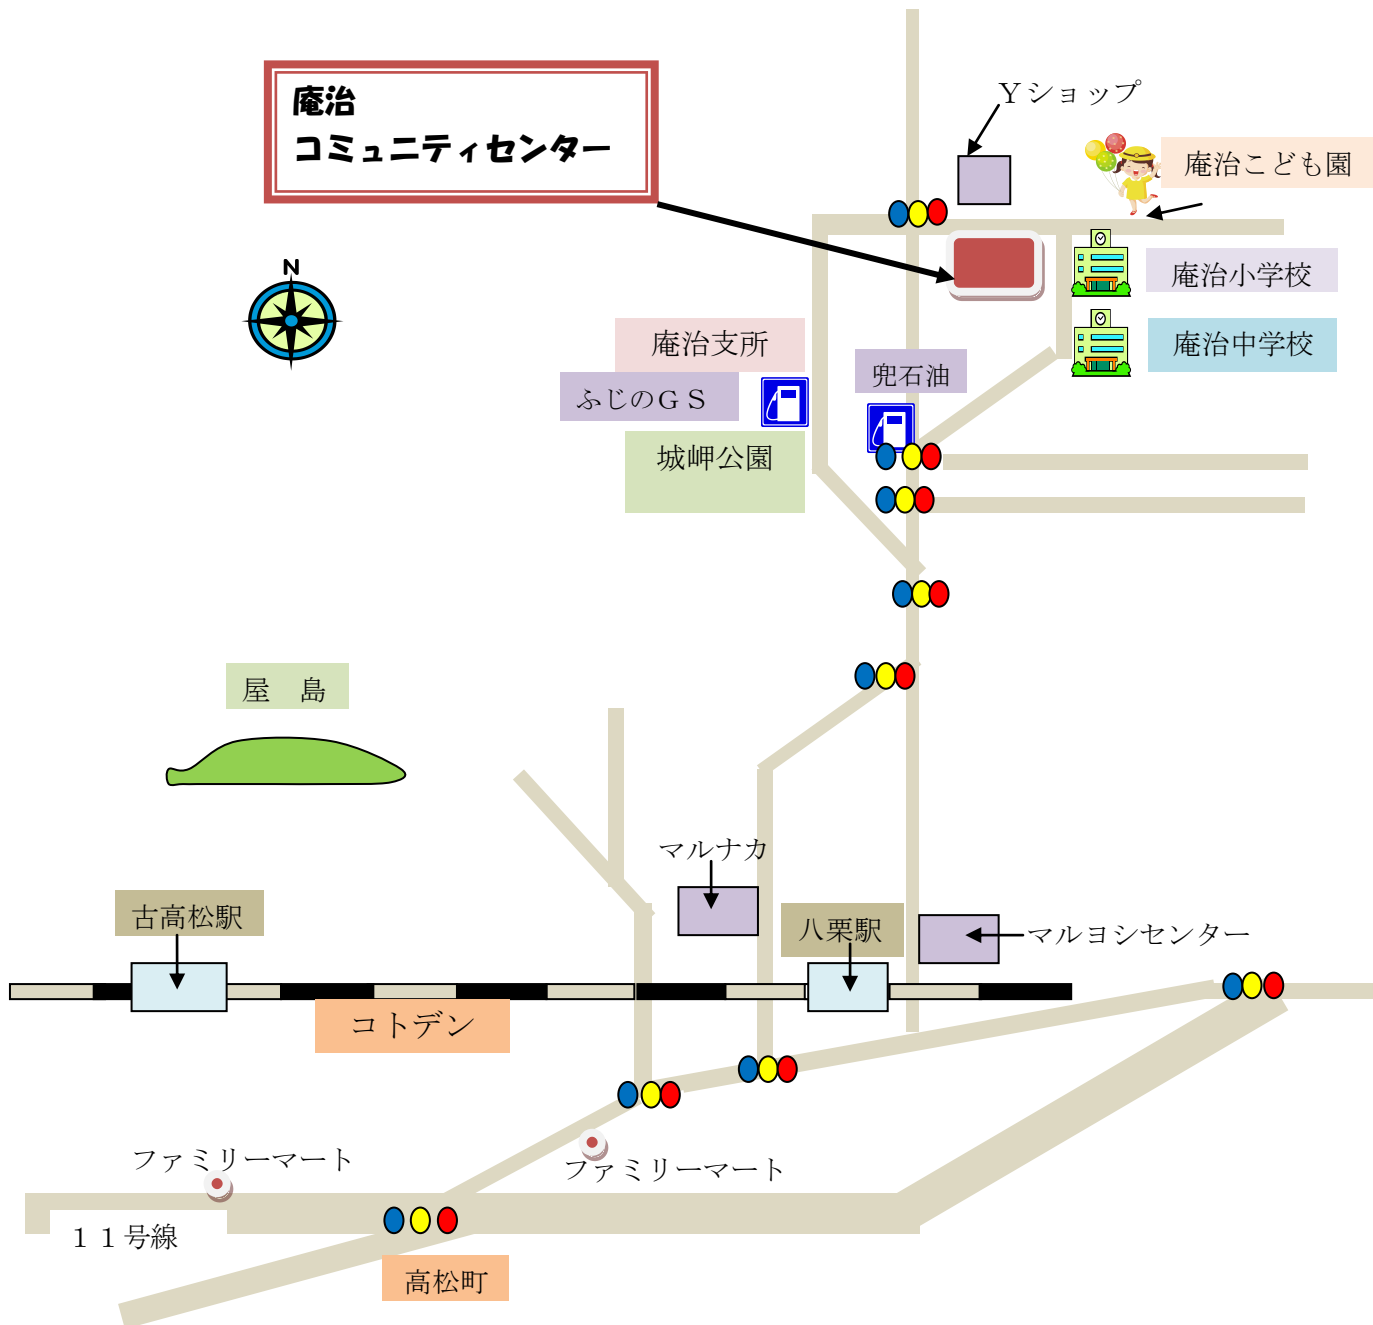 Ｙショップ
庵治
コミュニティセンター
庵治こども園
N
庵治小学校
庵治支所
庵治中学校
兜石油
ふじのＧＳ
城岬公園
屋　島
マルナカ
古高松駅
八栗駅
マルヨシセンター
コトデン
ファミリーマート
ファミリーマート
１１号線
高松町